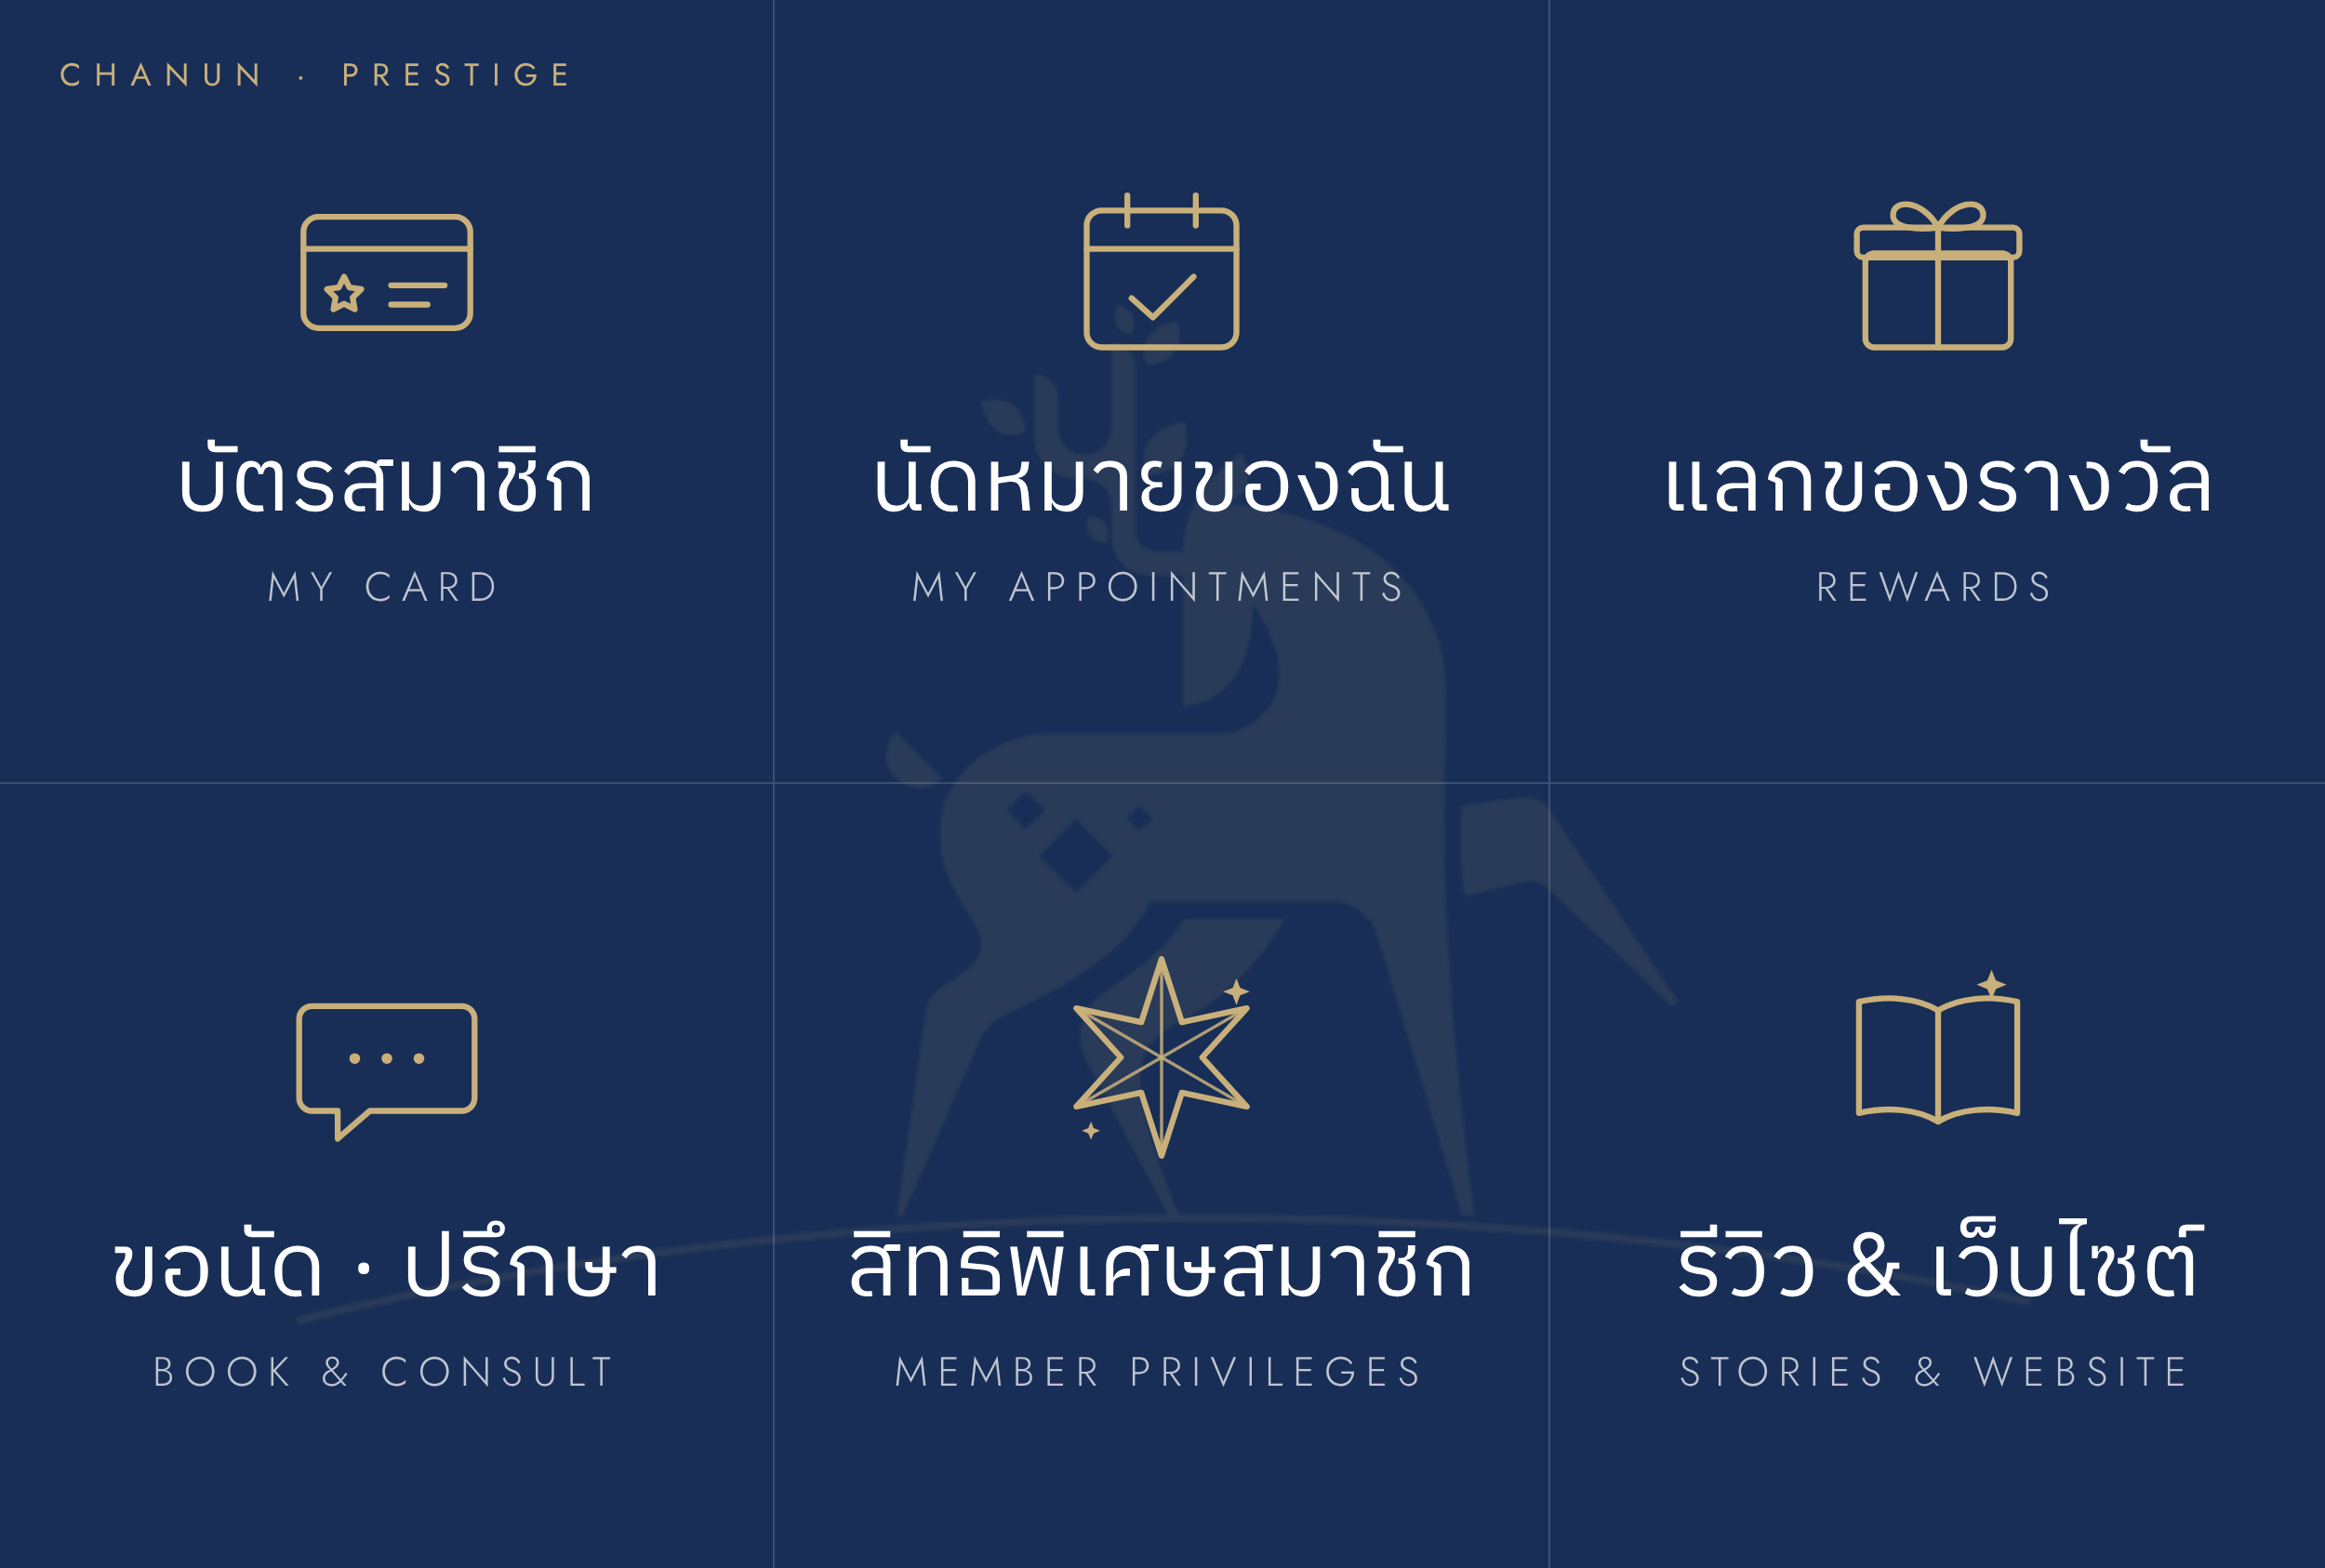 CHANUN · PRESTIGE
บัตรสมาชิก
MY CARD
นัดหมายของฉัน
MY APPOINTMENTS
แลกของรางวัล
REWARDS
ขอนัด · ปรึกษา
BOOK & CONSULT
สิทธิพิเศษสมาชิก
MEMBER PRIVILEGES
รีวิว & เว็บไซต์
STORIES & WEBSITE